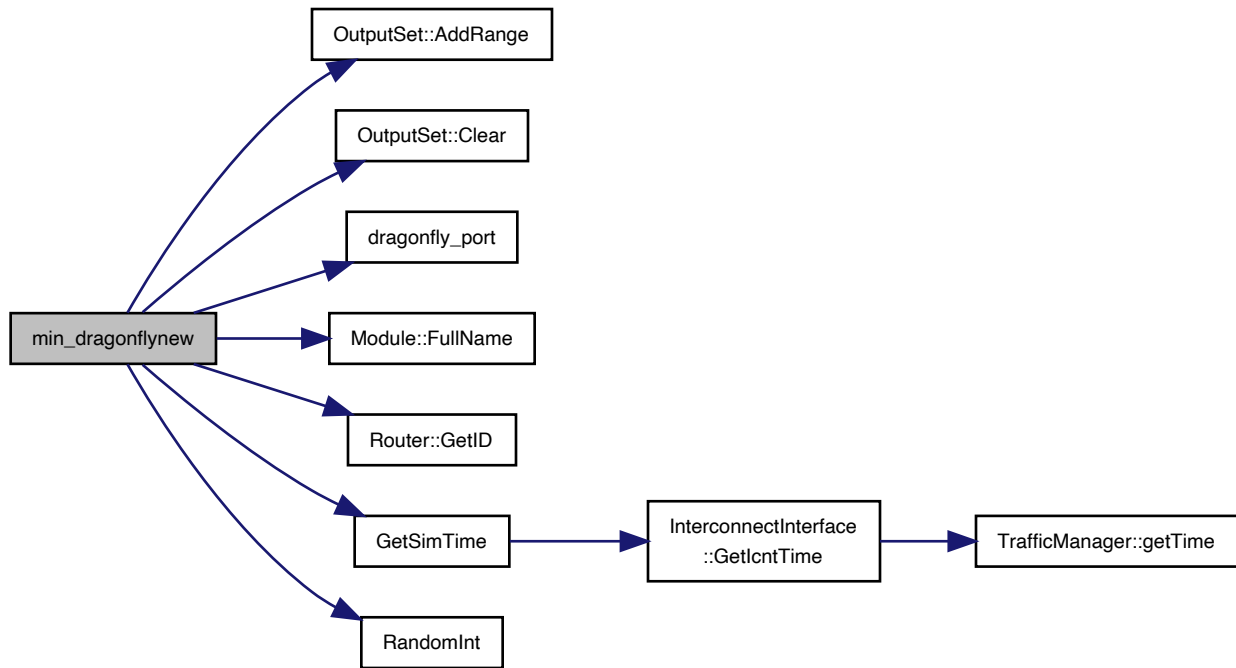 OutputSet::AddRange
OutputSet::Clear
dragonfly_port
min_dragonflynew
Module::FullName
Router::GetID
GetSimTime
InterconnectInterface
::GetIcntTime
TrafficManager::getTime
RandomInt